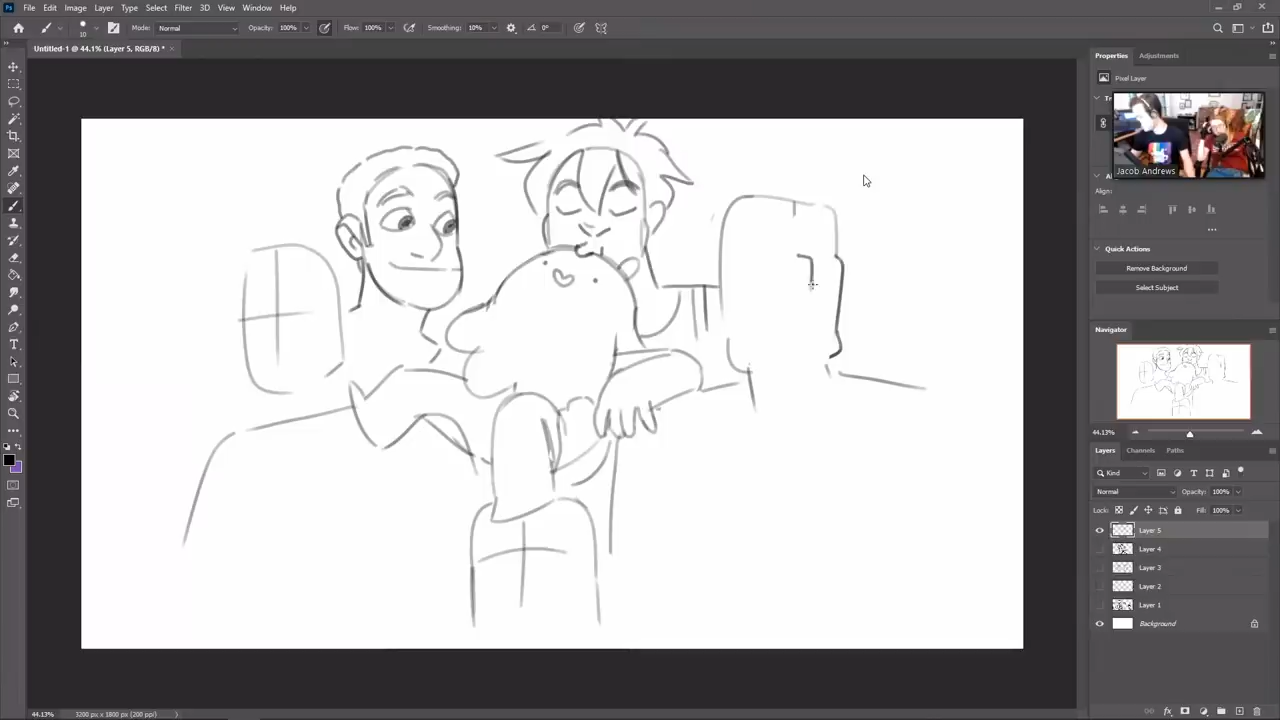 Ps File Edit Image Layer Type Select Filter 3D View Window Help
10 Mode: Normal Opacity: 100% Flow: 100% Smoothing: 10% 0°
Untitled-1 @ 44.1% (Layer 5, RGB/8) * ×
Properties Adjustments
Pixel Layer
Jacob Andrews
Align:
Quick Actions
Remove Background
Select Subject
Navigator
44.13%
Layers Channels Paths
Kind
Normal Opacity: 100%
Lock: Fill: 100%
Layer 5
Layer 4
Layer 3
Layer 2
Layer 1
Background
44.13% 3200 px x 1800 px (200 ppi)